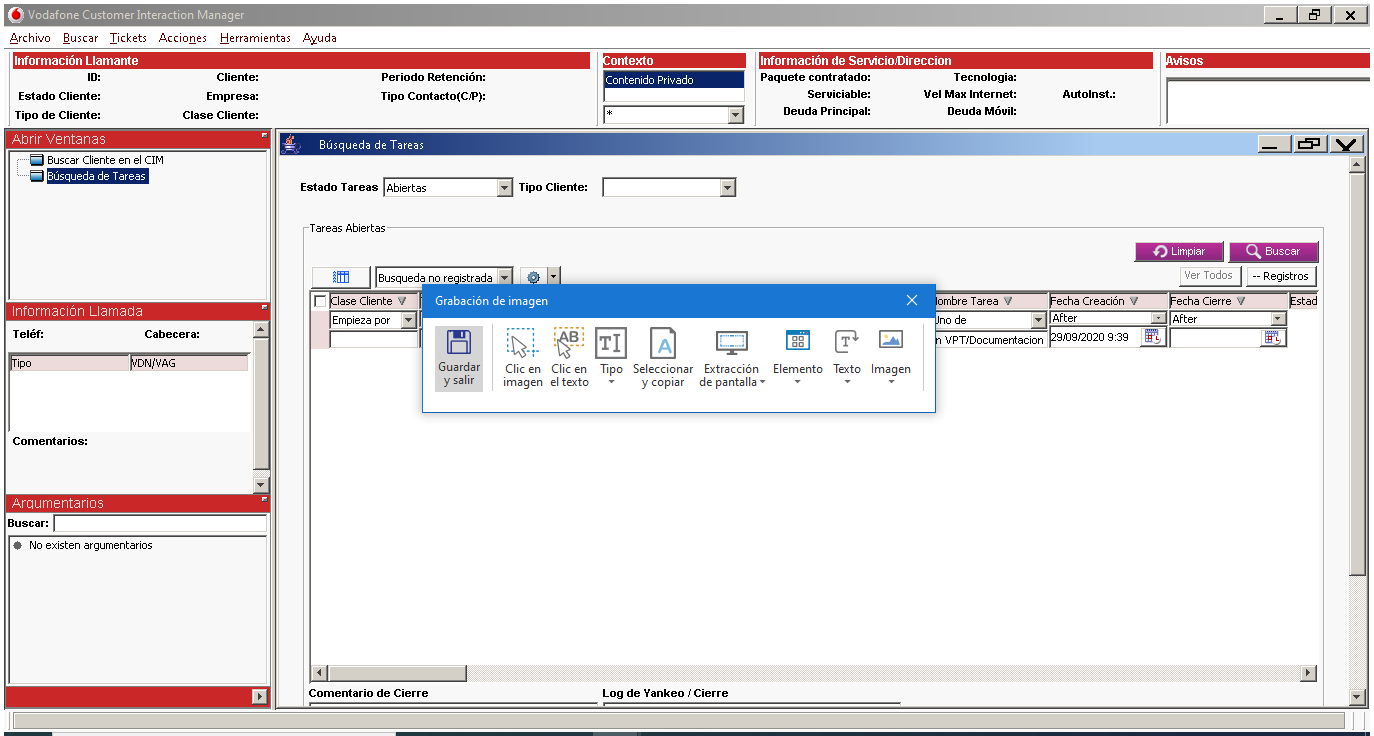 Vodafone Customer Interaction Manager
Archivo Buscar Tickets Acciones Herramientas Ayuda
Información Llamante
ID: Cliente: Periodo Retención:
Estado Cliente: Empresa: Tipo Contacto(C/P):
Tipo de Cliente: Clase Cliente:
Contexto
Contenido Privado
*
Información de Servicio/Direccion
Paquete contratado: Tecnologia:
Serviciable: Vel Max Internet: AutoInst.:
Deuda Principal: Deuda Móvil:
Avisos
Abrir Ventanas
Buscar Cliente en el CIM
Búsqueda de Tareas
Información Llamada
Teléf: Cabecera:
Tipo VDN/VAG
Comentarios:
Argumentarios
Buscar:
No existen argumentarios
Búsqueda de Tareas
Estado Tareas Abiertas Tipo Cliente:
Tareas Abiertas
Limpiar Buscar
Busqueda no registrada Ver Todos -- Registros
Clase Cliente ombre Tarea Fecha Creación Fecha Cierre Estad
Empieza por Uno de After After
n VPT/Documentacion 29/09/2020 9:39
Grabación de imagen
Guardar y salir
Clic en imagen
Clic en el texto
AB
TI
Tipo
A
Seleccionar y copiar
Extracción de pantalla
Elemento
T
Texto
Imagen
Comentario de Cierre Log de Yankeo / Cierre